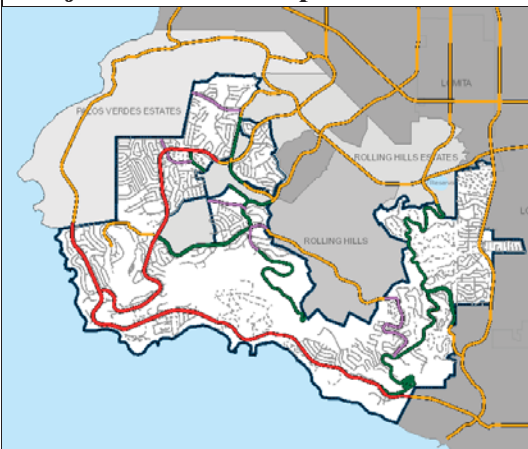 LOMITA
PALOS VERDES ESTATES
ROLLING HILLS ESTATES
ROLLING HILLS